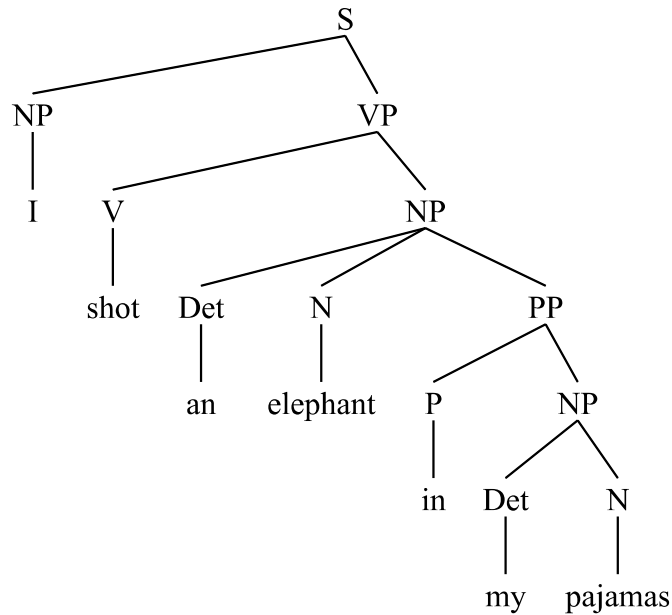 S
NP VP
I V NP
shot Det N PP
an elephant P NP
in Det N
my pajamas